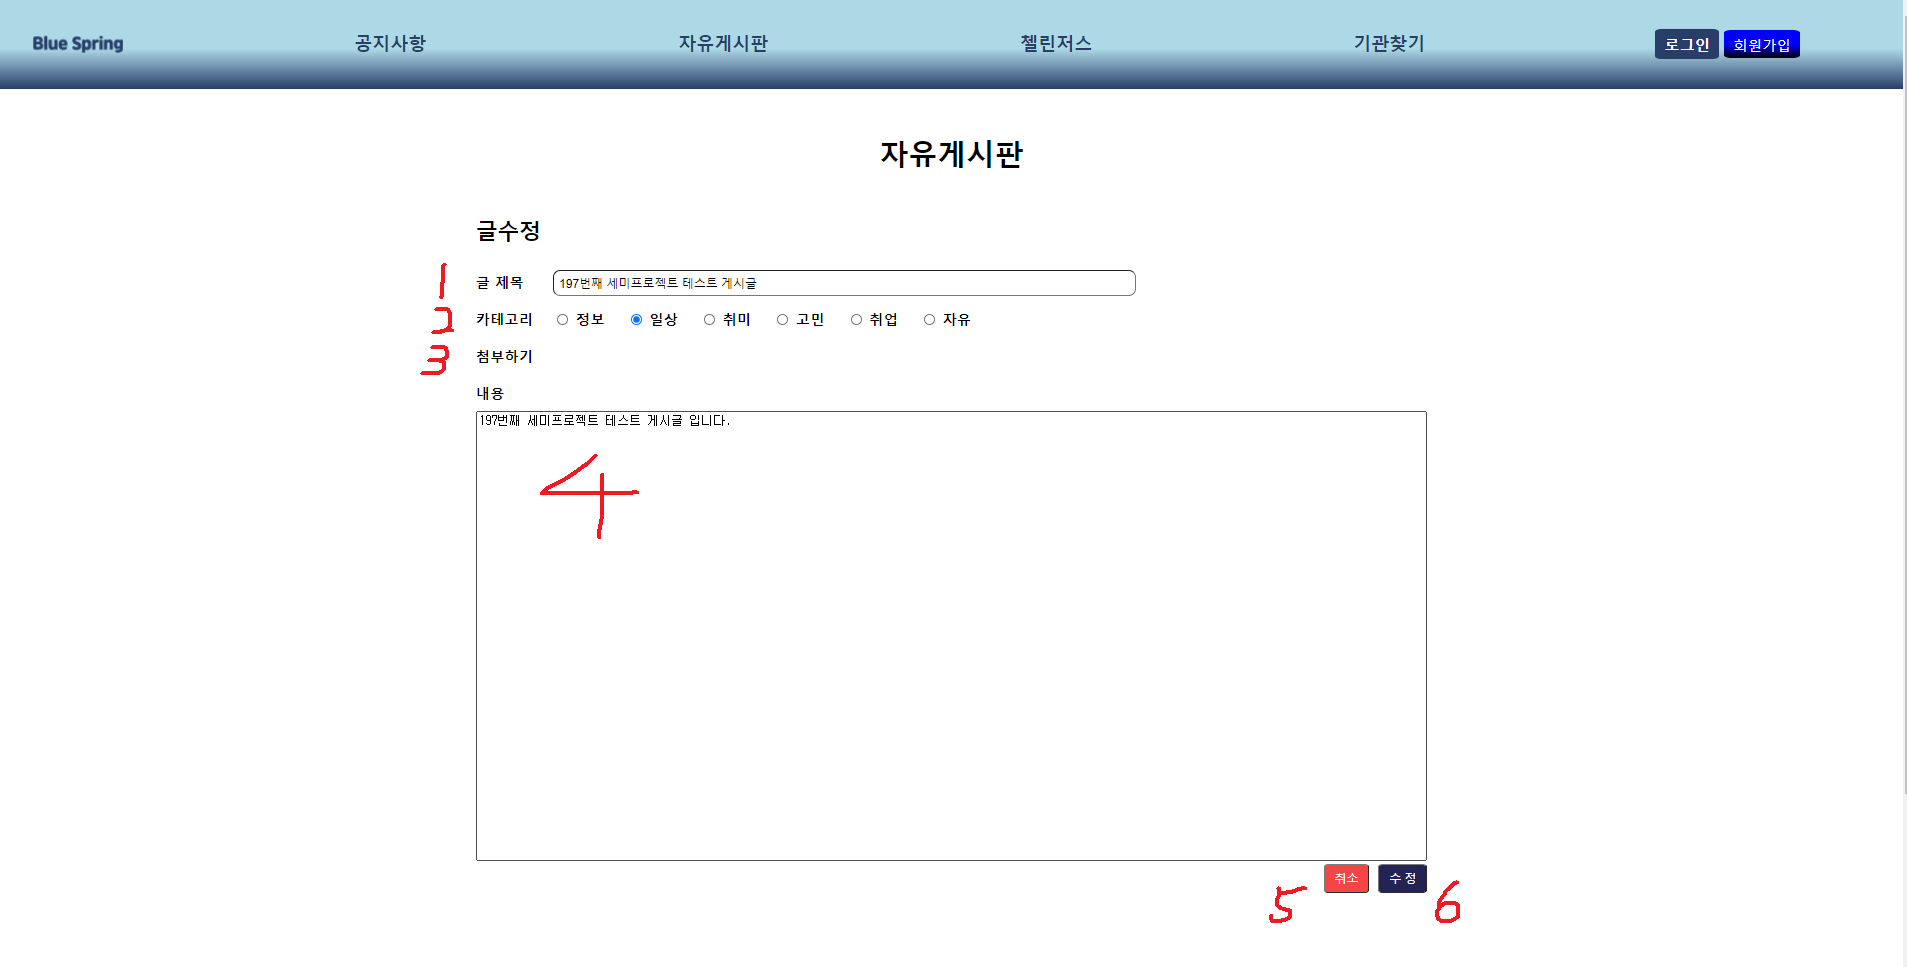 Blue Spring 공지사항 자유게시판 첼린저스 기관찾기 로그인 회원가입
자유게시판
글수정
1 글 제목 197번째 세미프로젝트 테스트 게시글
2 카테고리 정보 일상 취미 고민 취업 자유
3 첨부하기
내용
197번째 세미프로젝트 테스트 게시글 입니다.
4
5 취소 수정 6